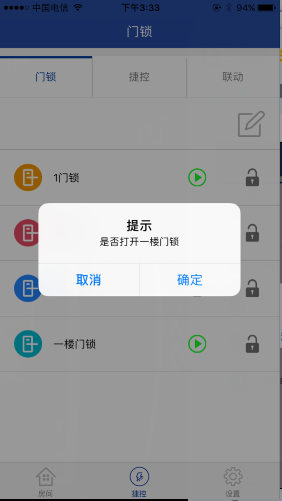 中国电信 下午3:33 94%
门锁
门锁 捷控 联动
1门锁
提示
是否打开一楼门锁
取消 确定
一楼门锁
房间 捷控 设置